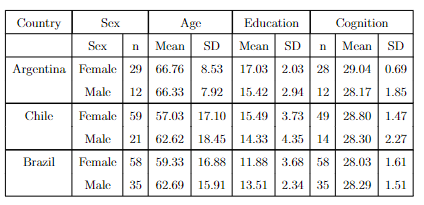 Country Sex Age Education Cognition
Sex n Mean SD Mean SD n Mean SD
Argentina Female 29 66.76 8.53 17.03 2.03 28 29.04 0.69
Male 12 66.33 7.92 15.42 2.94 12 28.17 1.85
Chile Female 59 57.03 17.10 15.49 3.73 49 28.80 1.47
Male 21 62.62 18.45 14.33 4.35 14 28.30 2.27
Brazil Female 58 59.33 16.88 11.88 3.68 58 28.03 1.61
Male 35 62.69 15.91 13.51 2.34 35 28.29 1.51